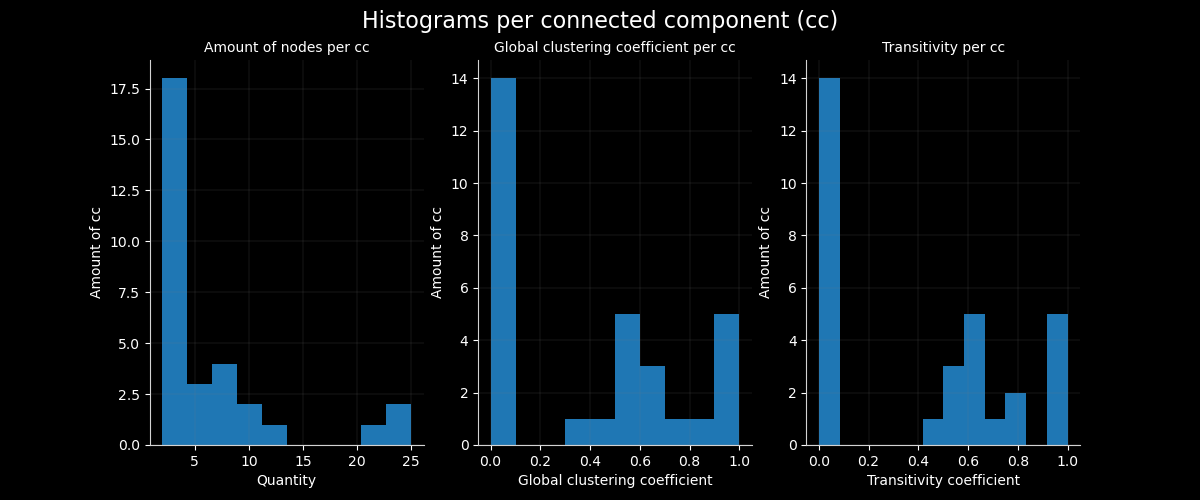 Histograms per connected component (cc)
Amount of nodes per cc
Amount of cc
17.5
15.0
12.5
10.0
7.5
5.0
2.5
0.0
5 10 15 20 25
Quantity
Global clustering coefficient per cc
Amount of cc
14
12
10
8
6
4
2
0
0.0 0.2 0.4 0.6 0.8 1.0
Global clustering coefficient
Transitivity per cc
Amount of cc
14
12
10
8
6
4
2
0
0.0 0.2 0.4 0.6 0.8 1.0
Transitivity coefficient